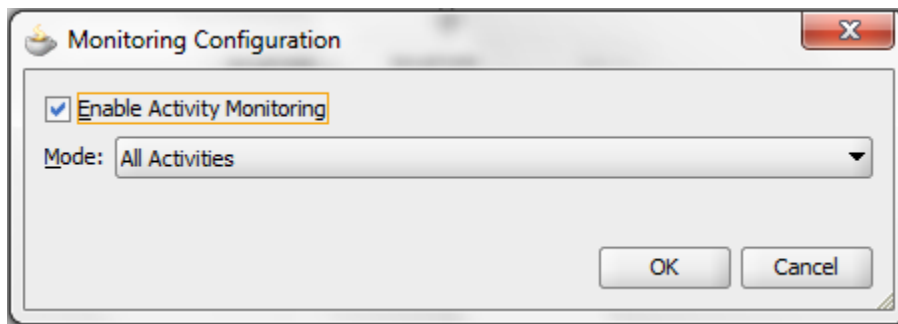 Monitoring Configuration
Enable Activity Monitoring
Mode: All Activities
OK Cancel